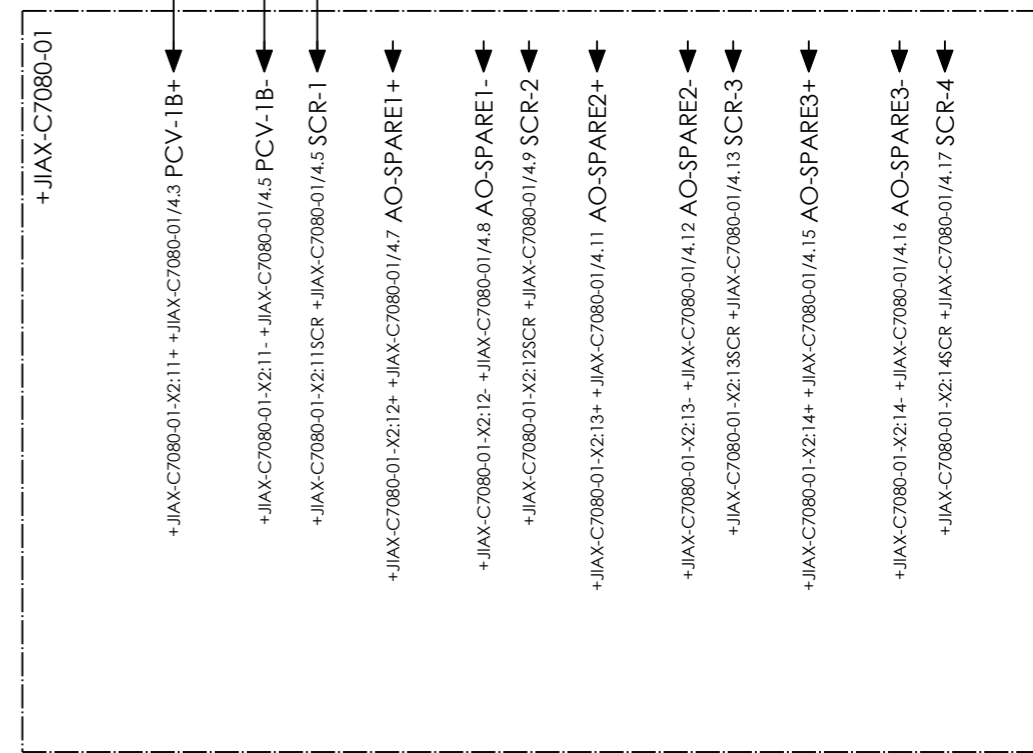 +JIAX-C7080-01
+JIAX-C7080-01-X2:11+ +JIAX-C7080-01/4.3 PCV-1B+
+JIAX-C7080-01-X2:11- +JIAX-C7080-01/4.5 PCV-1B-
+JIAX-C7080-01-X2:11SCR +JIAX-C7080-01/4.5 SCR-1
+JIAX-C7080-01-X2:12+ +JIAX-C7080-01/4.7 AO-SPARE1+
+JIAX-C7080-01-X2:12- +JIAX-C7080-01/4.8 AO-SPARE1-
+JIAX-C7080-01-X2:12SCR +JIAX-C7080-01/4.9 SCR-2
+JIAX-C7080-01-X2:13+ +JIAX-C7080-01/4.11 AO-SPARE2+
+JIAX-C7080-01-X2:13- +JIAX-C7080-01/4.12 AO-SPARE2-
+JIAX-C7080-01-X2:13SCR +JIAX-C7080-01/4.13 SCR-3
+JIAX-C7080-01-X2:14+ +JIAX-C7080-01/4.15 AO-SPARE3+
+JIAX-C7080-01-X2:14- +JIAX-C7080-01/4.16 AO-SPARE3-
+JIAX-C7080-01-X2:14SCR +JIAX-C7080-01/4.17 SCR-4